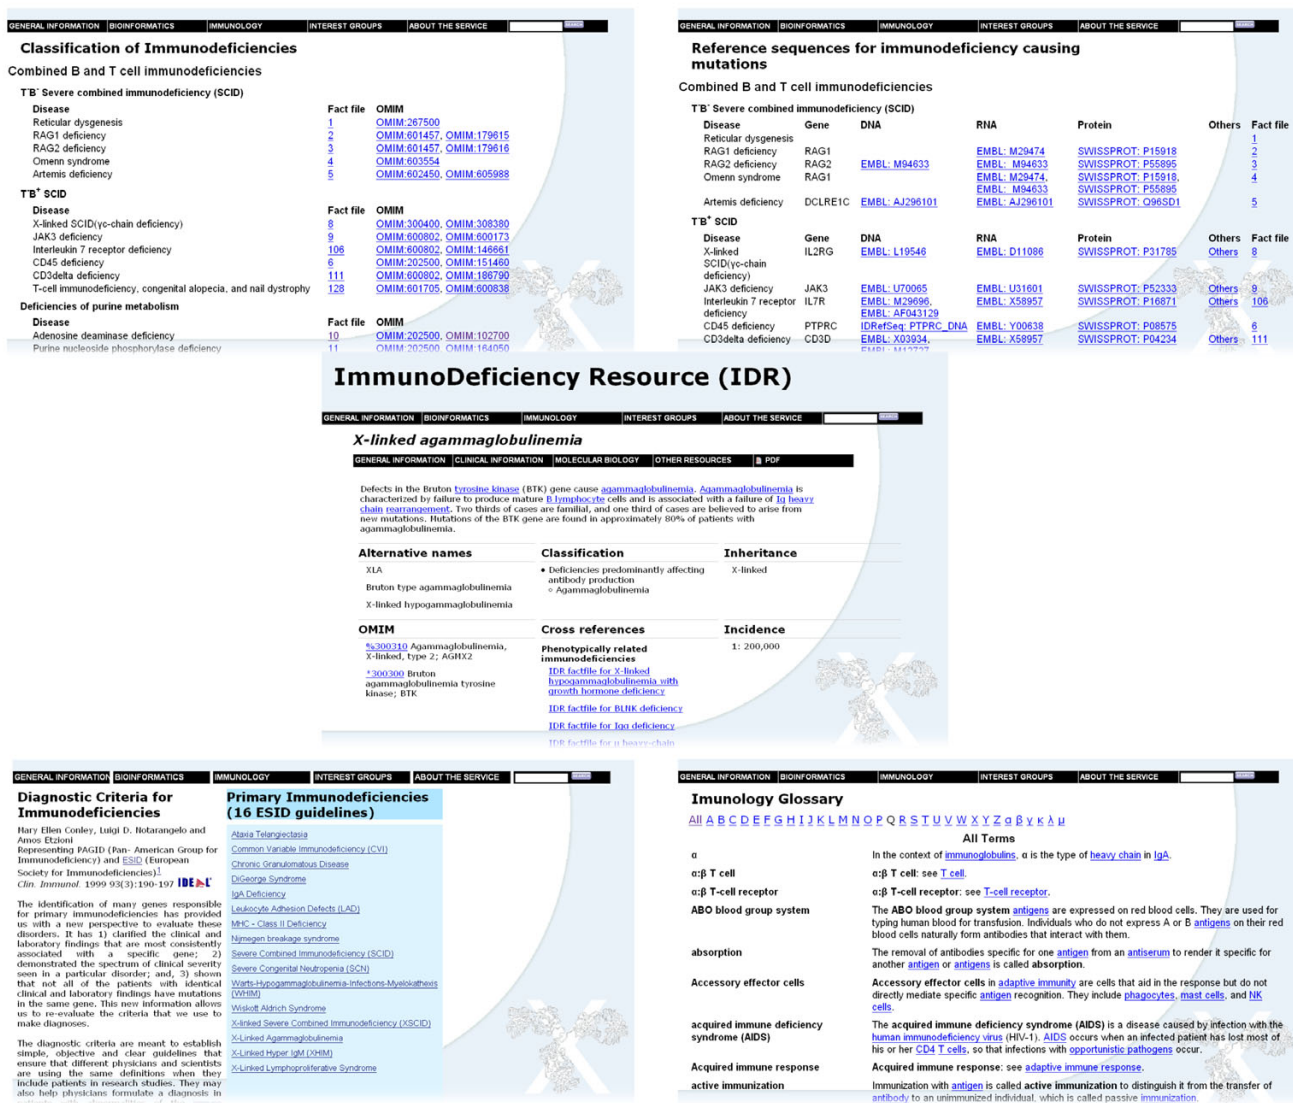 GENERAL INFORMATION BIOINFORMATICS IMMUNOLOGY INTEREST GROUPS ABOUT THE SERVICE SEARCH
Classification of Immunodeficiencies
Combined B and T cell immunodeficiencies
T-B- Severe combined immunodeficiency (SCID)
Disease Fact file OMIM
Reticular dysgenesis 1 OMIM:267500
RAG1 deficiency 2 OMIM:601457, OMIM:179615
RAG2 deficiency 3 OMIM:601457, OMIM:179616
Omenn syndrome 4 OMIM:603554
Artemis deficiency 5 OMIM:602450, OMIM:605988
T-B+ SCID
Disease Fact file OMIM
X-linked SCID(γc-chain deficiency) 8 OMIM:300400, OMIM:308380
JAK3 deficiency 9 OMIM:600802, OMIM:600173
Interleukin 7 receptor deficiency 106 OMIM:600802, OMIM:146661
CD45 deficiency 6 OMIM:202500, OMIM:151460
CD3delta deficiency 111 OMIM:600802, OMIM:186790
T-cell immunodeficiency, congenital alopecia, and nail dystrophy 128 OMIM:601705, OMIM:600838
Deficiencies of purine metabolism
Disease Fact file OMIM
Adenosine deaminase deficiency 10 OMIM:202500, OMIM:102700
Purine nucleoside phosphorylase deficiency 11 OMIM:202500, OMIM:164050
GENERAL INFORMATION BIOINFORMATICS IMMUNOLOGY INTEREST GROUPS ABOUT THE SERVICE SEARCH
Reference sequences for immunodeficiency causing
mutations
Combined B and T cell immunodeficiencies
T-B- Severe combined immunodeficiency (SCID)
Disease Gene DNA RNA Protein Others Fact file
Reticular dysgenesis 1
RAG1 deficiency RAG1 EMBL: M29474 SWISSPROT: P15918 2
RAG2 deficiency RAG2 EMBL: M94633 EMBL: M94633 SWISSPROT: P55895 3
Omenn syndrome RAG1 EMBL: M29474, SWISSPROT: P15918, 4
EMBL: M94633 SWISSPROT: P55895
Artemis deficiency DCLRE1C EMBL: AJ296101 EMBL: AJ296101 SWISSPROT: Q96SD1 5
T-B+ SCID
Disease Gene DNA RNA Protein Others Fact file
X-linked IL2RG EMBL: L19546 EMBL: D11086 SWISSPROT: P31785 Others 8
SCID(γc-chain
deficiency)
JAK3 deficiency JAK3 EMBL: U70065 EMBL: U31601 SWISSPROT: P52333 Others 9
Interleukin 7 receptor IL7R EMBL: M29696, EMBL: X58957 SWISSPROT: P16871 Others 106
deficiency EMBL: AF043129
CD45 deficiency PTPRC IDRefSeq: PTPRC_DNA EMBL: Y00638 SWISSPROT: P08575 6
CD3delta deficiency CD3D EMBL: X03934, EMBL: X58957 SWISSPROT: P04234 Others 111
ImmunoDeficiency Resource (IDR)
GENERAL INFORMATION BIOINFORMATICS IMMUNOLOGY INTEREST GROUPS ABOUT THE SERVICE SEARCH
X-linked agammaglobulinemia
GENERAL INFORMATION CLINICAL INFORMATION MOLECULAR BIOLOGY OTHER RESOURCES PDF
Defects in the Bruton tyrosine kinase (BTK) gene cause agammaglobulinemia. Agammaglobulinemia is
characterized by failure to produce mature B lymphocyte cells and is associated with a failure of Ig heavy
chain rearrangement. Two thirds of cases are familial, and one third of cases are believed to arise from
new mutations. Mutations of the BTK gene are found in approximately 80% of patients with
agammaglobulinemia.
Alternative names Classification Inheritance
XLA • Deficiencies predominantly affecting X-linked
antibody production
Bruton type agammaglobulinemia ◦ Agammaglobulinemia
X-linked hypogammaglobulinemia
OMIM Cross references Incidence
%300310 Agammaglobulinemia, Phenotypically related 1: 200,000
X-linked, type 2; AGMX2 immunodeficiencies
*300300 Bruton IDR factfile for X-linked
agammaglobulinemia tyrosine hypogammaglobulinemia with
kinase; BTK growth hormone deficiency
IDR factfile for BLNK deficiency
IDR factfile for Igα deficiency
IDR factfile for μ heavy-chain
GENERAL INFORMATION BIOINFORMATICS IMMUNOLOGY INTEREST GROUPS ABOUT THE SERVICE SEARCH
Diagnostic Criteria for
Immunodeficiencies
Mary Ellen Conley, Luigi D. Notarangelo and
Amos Etzioni
Representing PAGID (Pan- American Group for
Immunodeficiency) and ESID (European
Society for Immunodeficiencies)1
Clin. Immunol. 1999 93(3):190-197 IDEAL
The identification of many genes responsible
for primary immunodeficiencies has provided
us with a new perspective to evaluate these
disorders. It has 1) clarified the clinical and
laboratory findings that are most consistently
associated with a specific gene; 2)
demonstrated the spectrum of clinical severity
seen in a particular disorder; and, 3) shown
that not all of the patients with identical
clinical and laboratory findings have mutations
in the same gene. This new information allows
us to re-evaluate the criteria that we use to
make diagnoses.
The diagnostic criteria are meant to establish
simple, objective and clear guidelines that
ensure that different physicians and scientists
are using the same definitions when they
include patients in research studies. They may
also help physicians formulate a diagnosis in
Primary Immunodeficiencies
(16 ESID guidelines)
Ataxia Telangiectasia
Common Variable Immunodeficiency (CVI)
Chronic Granulomatous Disease
DiGeorge Syndrome
IgA Deficiency
Leukocyte Adhesion Defects (LAD)
MHC - Class II Deficiency
Nijmegen breakage syndrome
Severe Combined Immunodeficiency (SCID)
Severe Congenital Neutropenia (SCN)
Warts-Hypogammaglobulinemia-Infections-Myelokathexis
(WHIM)
Wiskott Aldrich Syndrome
X-linked Severe Combined Immunodeficiency (XSCID)
X-Linked Agammaglobulinemia
X-Linked Hyper IgM (XHIM)
X-Linked Lymphoproliferative Syndrome
GENERAL INFORMATION BIOINFORMATICS IMMUNOLOGY INTEREST GROUPS ABOUT THE SERVICE SEARCH
Imunology Glossary
All A B C D E F G H I J K L M N O P Q R S T U V W X Y Z α β γ κ λ μ
All Terms
α In the context of immunoglobulins, α is the type of heavy chain in IgA.
α:β T cell α:β T cell: see T cell.
α:β T-cell receptor α:β T-cell receptor: see T-cell receptor.
ABO blood group system The ABO blood group system antigens are expressed on red blood cells. They are used for
typing human blood for transfusion. Individuals who do not express A or B antigens on their red
blood cells naturally form antibodies that interact with them.
absorption The removal of antibodies specific for one antigen from an antiserum to render it specific for
another antigen or antigens is called absorption.
Accessory effector cells Accessory effector cells in adaptive immunity are cells that aid in the response but do not
directly mediate specific antigen recognition. They include phagocytes, mast cells, and NK
cells.
acquired immune deficiency The acquired immune deficiency syndrome (AIDS) is a disease caused by infection with the
syndrome (AIDS) human immunodeficiency virus (HIV-1). AIDS occurs when an infected patient has lost most of
his or her CD4 T cells, so that infections with opportunistic pathogens occur.
Acquired immune response Acquired immune response: see adaptive immune response.
active immunization Immunization with antigen is called active immunization to distinguish it from the transfer of
antibody to an unimmunized individual, which is called passive immunization.